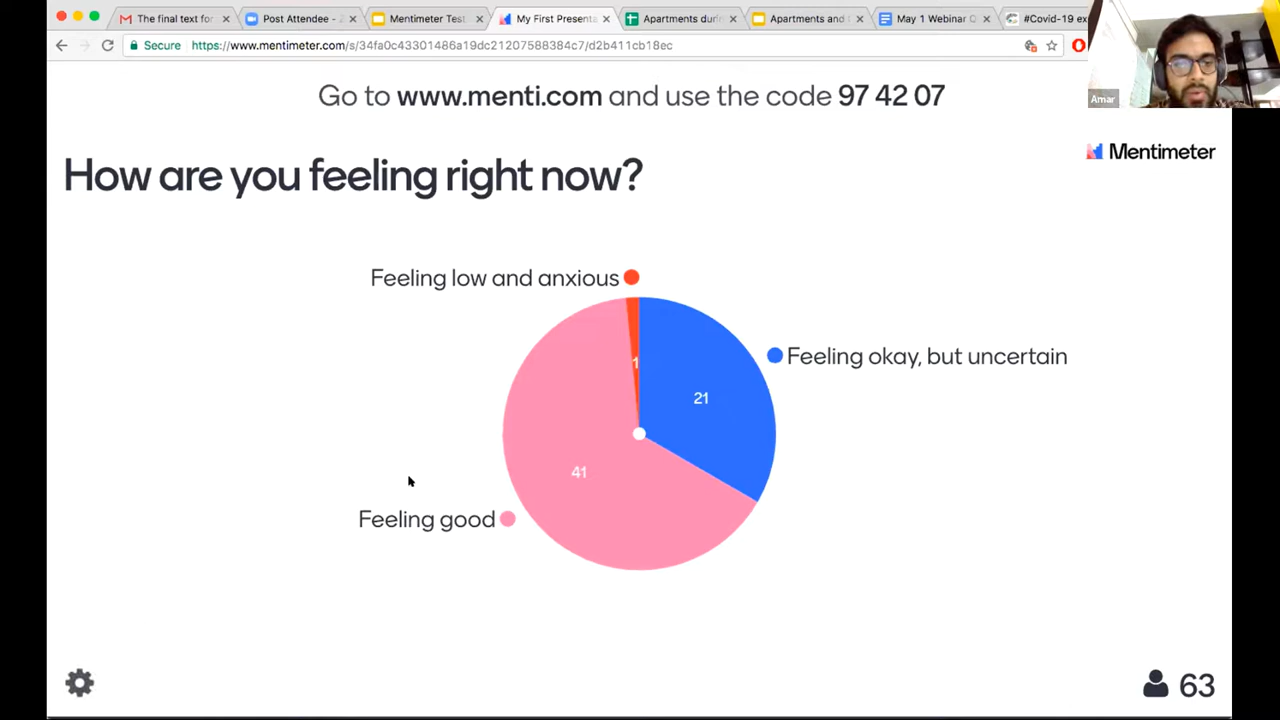 The final text for
Post Attendee - 2
Mentimeter Test
My First Presenta
Apartments duri
Apartments and
May 1 Webinar Q
#Covid-19 ex
Secure https://www.mentimeter.com/s/34fa0c43301486a19dc21207588384c7/d2b411cb18ec
Amar
Go to www.menti.com and use the code 97 42 07
Mentimeter
How are you feeling right now?
Feeling low and anxious
Feeling okay, but uncertain
1
21
41
Feeling good
63